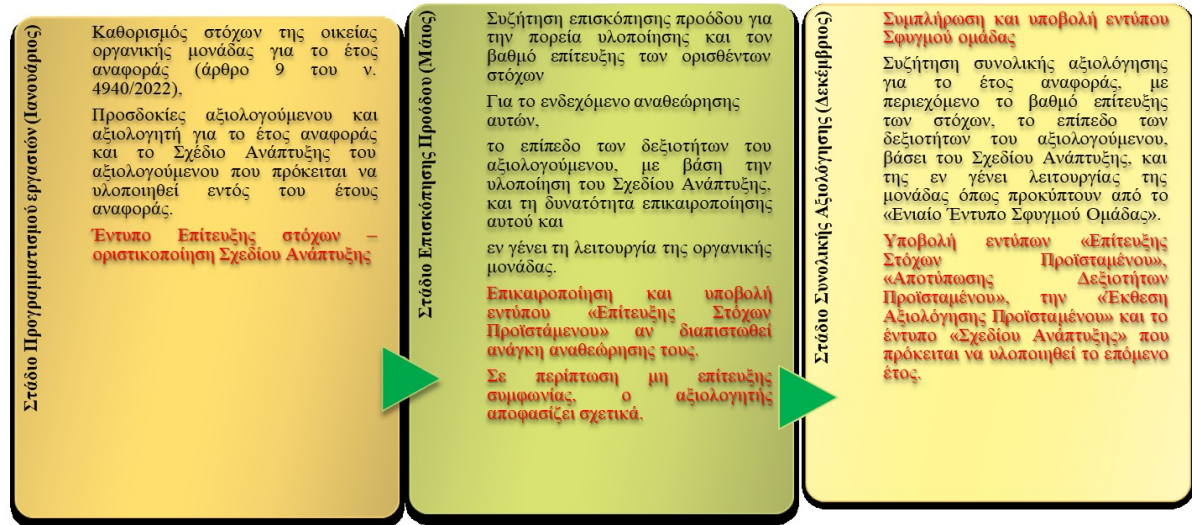 Στάδιο Προγραμματισμού εργασιών (Ιανουάριος)
Καθορισμός στόχων της οικείας
οργανικής μονάδας για το έτος
αναφοράς (άρθρο 9 του ν.
4940/2022),
Προσδοκίες αξιολογούμενου και
αξιολογητή για το έτος αναφοράς
και το Σχέδιο Ανάπτυξης του
αξιολογούμενου που πρόκειται να
υλοποιηθεί εντός του έτους
αναφοράς.
Έντυπο Επίτευξης στόχων –
οριστικοποίηση Σχεδίου Ανάπτυξης
Στάδιο Επισκόπησης Προόδου (Μάιος)
Συζήτηση επισκόπησης προόδου για
την πορεία υλοποίησης και τον
βαθμό επίτευξης των ορισθέντων
στόχων
Για το ενδεχόμενο αναθεώρησης
αυτών,
το επίπεδο των δεξιοτήτων του
αξιολογούμενου, με βάση την
υλοποίηση του Σχεδίου Ανάπτυξης,
και τη δυνατότητα επικαιροποίησης
αυτού και
εν γένει τη λειτουργία της οργανικής
μονάδας.
Επικαιροποίηση και υποβολή
εντύπου «Επίτευξης Στόχων
Προϊστάμενου» αν διαπιστωθεί
ανάγκη αναθεώρησης τους.
Σε περίπτωση μη επίτευξης
συμφωνίας, ο αξιολογητής
αποφασίζει σχετικά.
Στάδιο Συνολικής Αξιολόγησης (Δεκέμβριος)
Συμπλήρωση και υποβολή εντύπου
Σφυγμού ομάδας
Συζήτηση συνολικής αξιολόγησης
για το έτος αναφοράς, με
περιεχόμενο το βαθμό επίτευξης
των στόχων, το επίπεδο των
δεξιοτήτων του αξιολογούμενου,
βάσει του Σχεδίου Ανάπτυξης, και
της εν γένει λειτουργίας της
μονάδας όπως προκύπτουν από το
«Ενιαίο Έντυπο Σφυγμού Ομάδας».
Υποβολή εντύπων «Επίτευξης
Στόχων Προϊσταμένου»,
«Αποτύπωσης Δεξιοτήτων
Προϊσταμένου», την «Έκθεση
Αξιολόγησης Προϊσταμένου» και το
έντυπο «Σχεδίου Ανάπτυξης» που
πρόκειται να υλοποιηθεί το επόμενο
έτος.